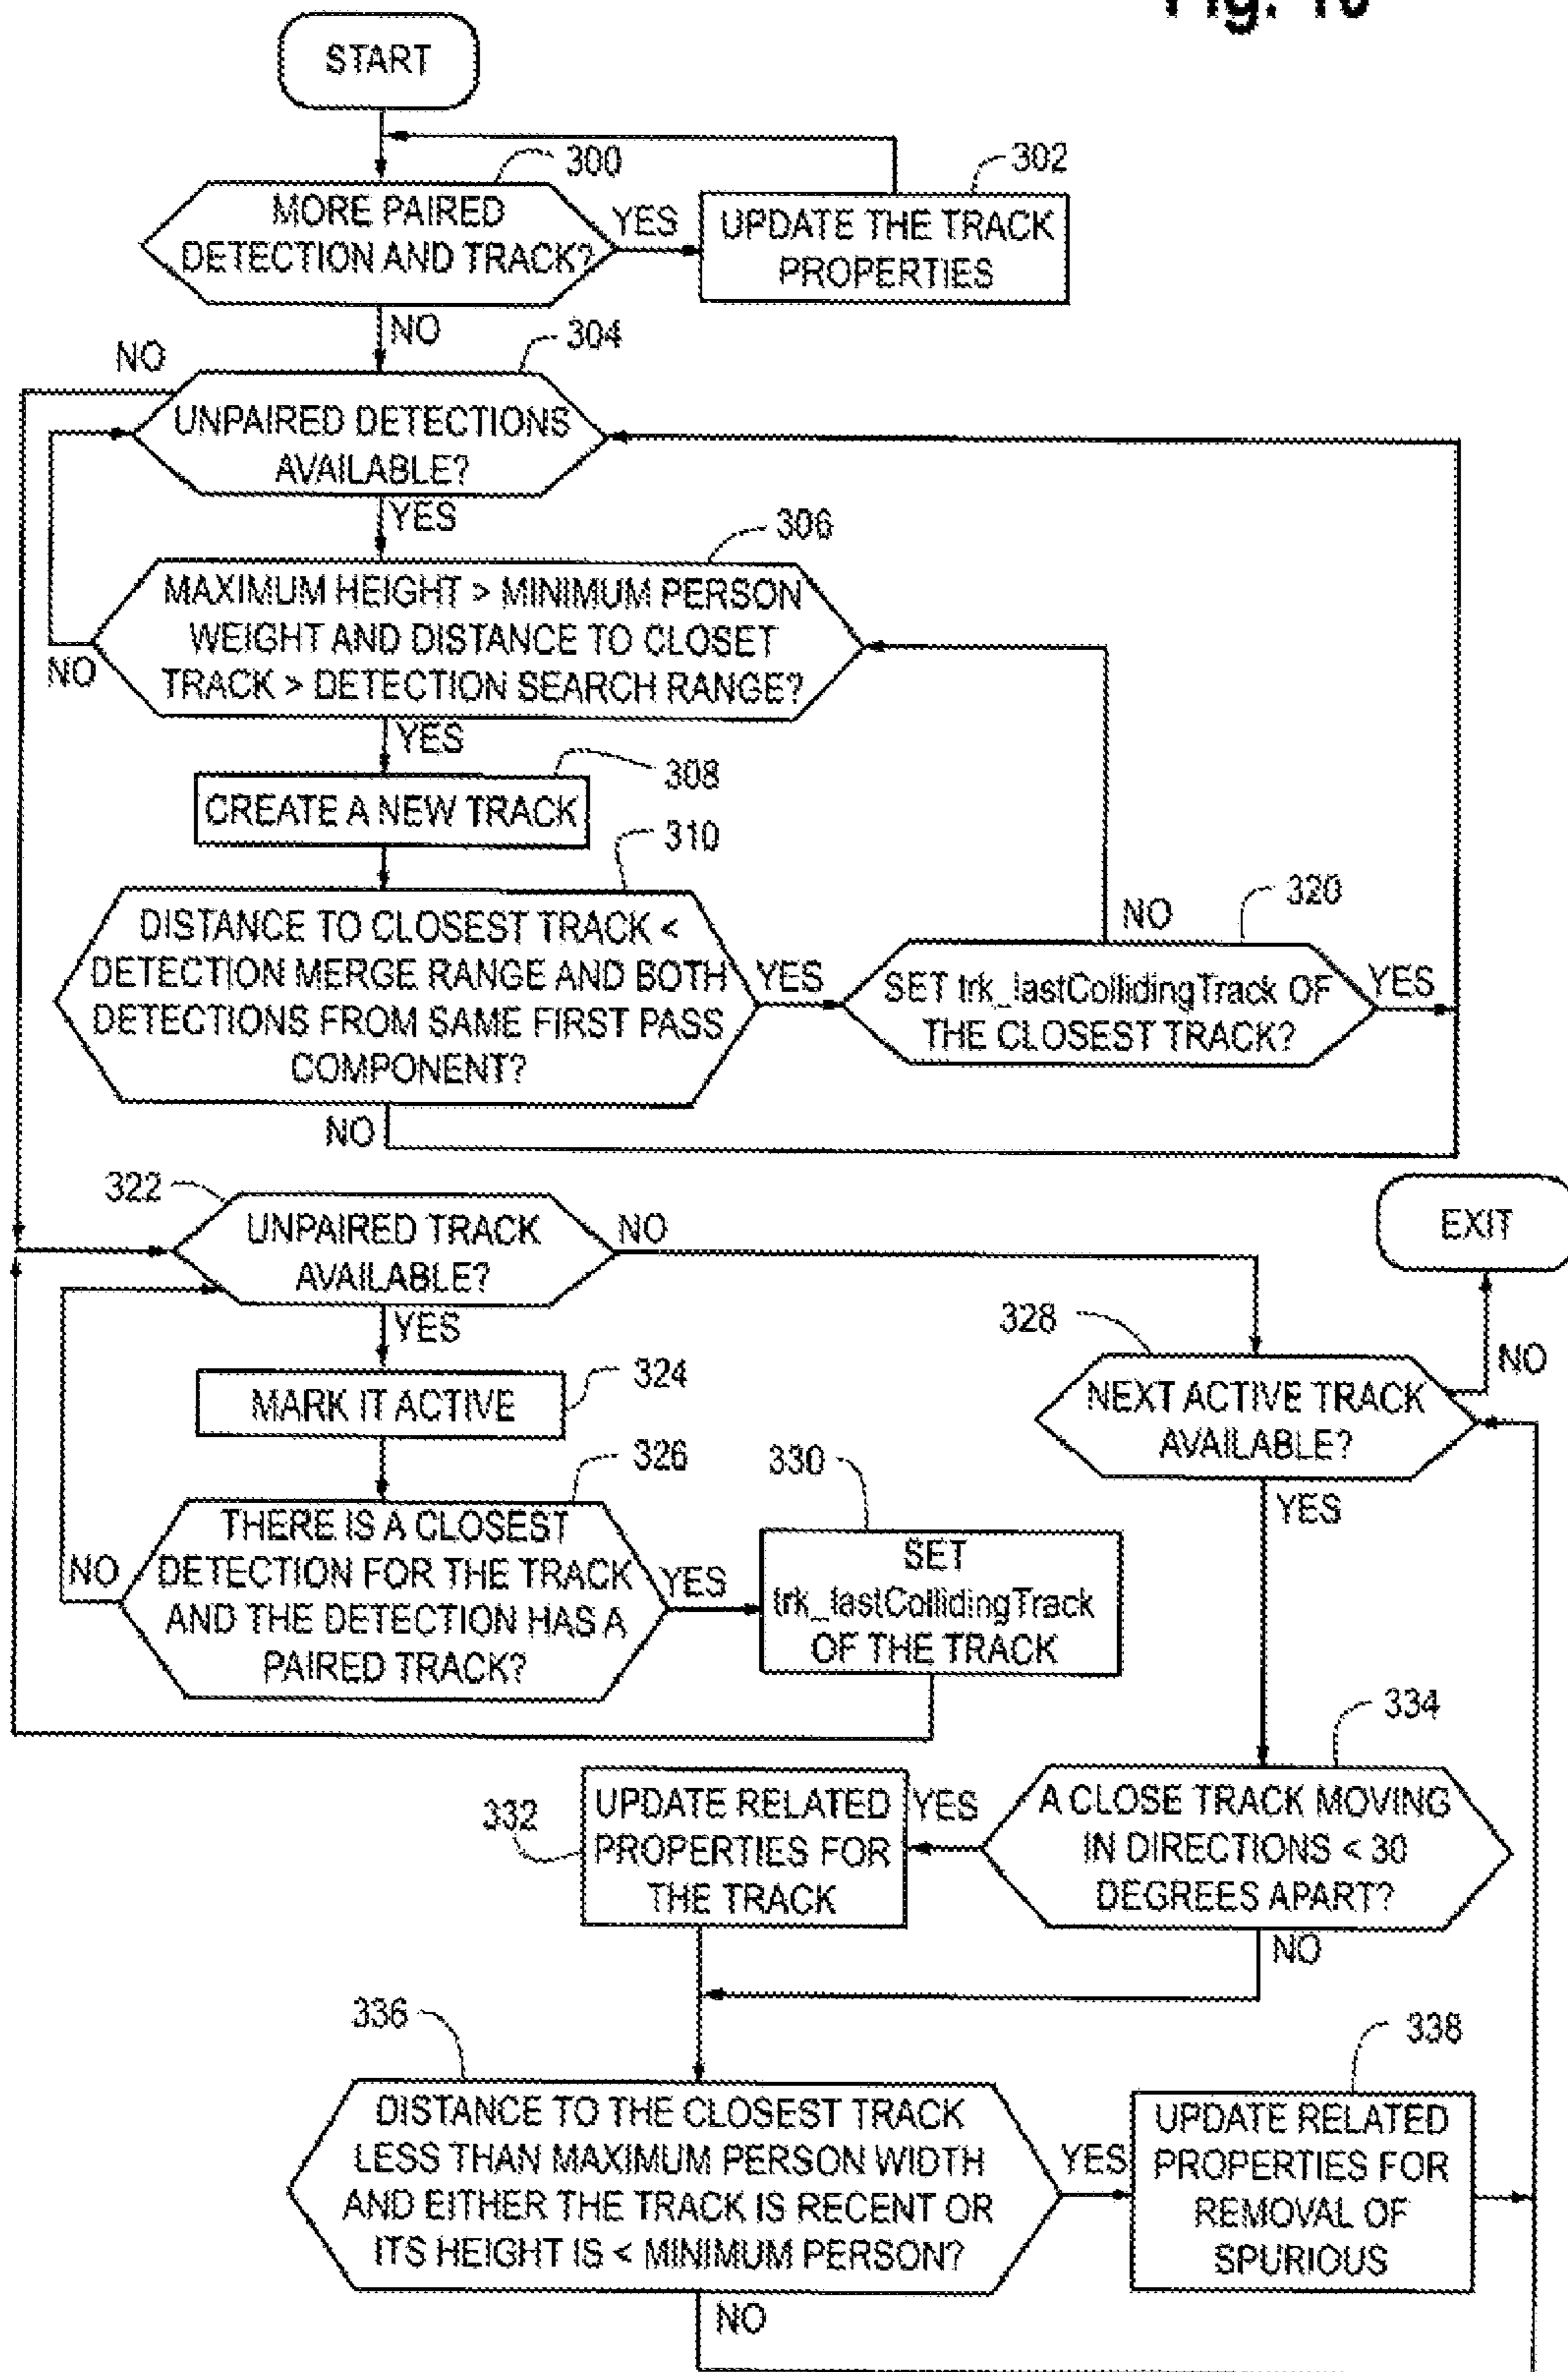 START
300
302
MORE PAIRED
DETECTION AND TRACK?
YES
UPDATE THE TRACK
PROPERTIES
NO
304
NO
UNPAIRED DETECTIONS
AVAILABLE?
YES
306
MAXIMUM HEIGHT > MINIMUM PERSON
WEIGHT AND DISTANCE TO CLOSET
TRACK > DETECTION SEARCH RANGE?
NO
YES
308
CREATE A NEW TRACK
310
DISTANCE TO CLOSEST TRACK <
DETECTION MERGE RANGE AND BOTH
DETECTIONS FROM SAME FIRST PASS
COMPONENT?
YES
NO
320
SET trk_lastCollidingTrack OF
THE CLOSEST TRACK?
YES
NO
322
UNPAIRED TRACK
AVAILABLE?
NO
EXIT
YES
328
NO
324
MARK IT ACTIVE
NEXT ACTIVE TRACK
AVAILABLE?
326
330
YES
THERE IS A CLOSEST
DETECTION FOR THE TRACK
AND THE DETECTION HAS A
PAIRED TRACK?
NO
YES
SET
trk_lastCollidingTrack
OF THE TRACK
334
332
UPDATE RELATED
PROPERTIES FOR
THE TRACK
YES
A CLOSE TRACK MOVING
IN DIRECTIONS < 30
DEGREES APART?
NO
336
338
DISTANCE TO THE CLOSEST TRACK
LESS THAN MAXIMUM PERSON WIDTH
AND EITHER THE TRACK IS RECENT OR
ITS HEIGHT IS < MINIMUM PERSON?
YES
UPDATE RELATED
PROPERTIES FOR
REMOVAL OF
SPURIOUS
NO